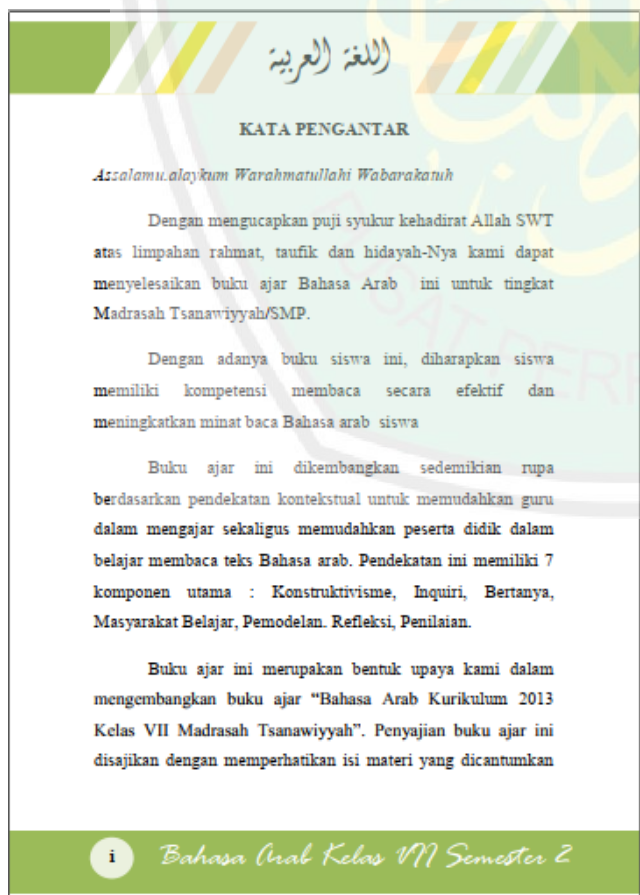 اللغة العربية
KATA PENGANTAR
Assalamu.alaykum Warahmatullahi Wabarakatuh
Dengan mengucapkan puji syukur kehadirat Allah SWT
atas limpahan rahmat, taufik dan hidayah-Nya kami dapat
menyelesaikan buku ajar Bahasa Arab ini untuk tingkat
Madrasah Tsanawiyyah/SMP.
Dengan adanya buku siswa ini, diharapkan siswa
memiliki kompetensi membaca secara efektif dan
meningkatkan minat baca Bahasa arab siswa
Buku ajar ini dikembangkan sedemikian rupa
berdasarkan pendekatan kontekstual untuk memudahkan guru
dalam mengajar sekaligus memudahkan peserta didik dalam
belajar membaca teks Bahasa arab. Pendekatan ini memiliki 7
komponen utama : Konstruktivisme, Inquiri, Bertanya,
Masyarakat Belajar, Pemodelan. Refleksi, Penilaian.
Buku ajar ini merupakan bentuk upaya kami dalam
mengembangkan buku ajar “Bahasa Arab Kurikulum 2013
Kelas VII Madrasah Tsanawiyyah”. Penyajian buku ajar ini
disajikan dengan memperhatikan isi materi yang dicantumkan
i Bahasa Arab Kelas VII Semester 2
PUSAT PER